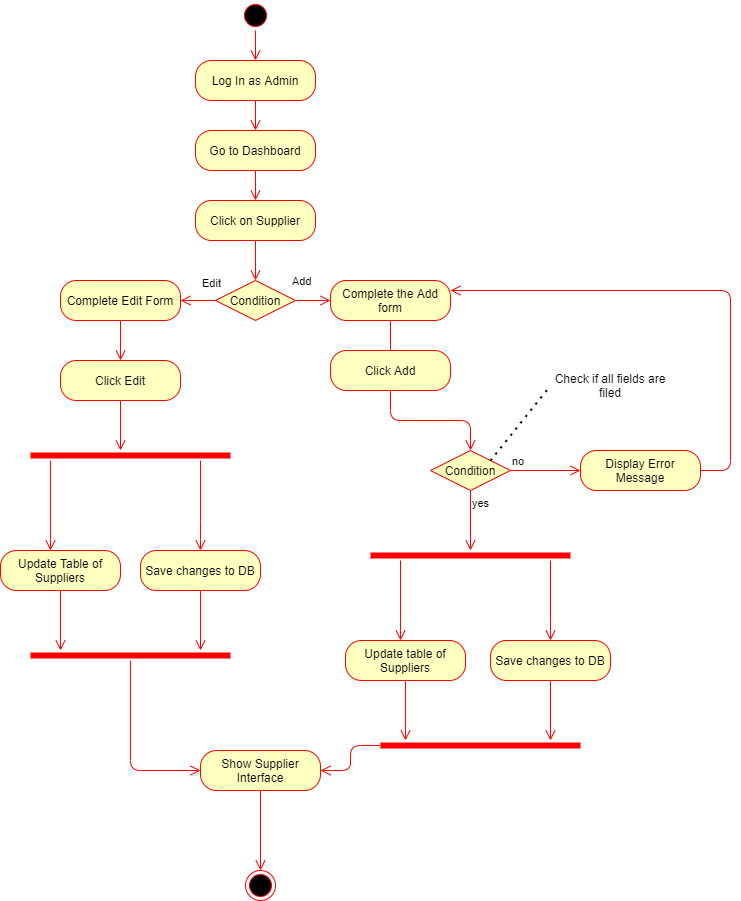 Log In as Admin
Go to Dashboard
Click on Supplier
Edit
Add
Complete Edit Form
Condition
Complete the Add
form
Click Edit
Click Add
Check if all fields are
filed
Condition
no
Display Error
Message
yes
Update Table of
Suppliers
Save changes to DB
Update table of
Suppliers
Save changes to DB
Show Supplier
Interface